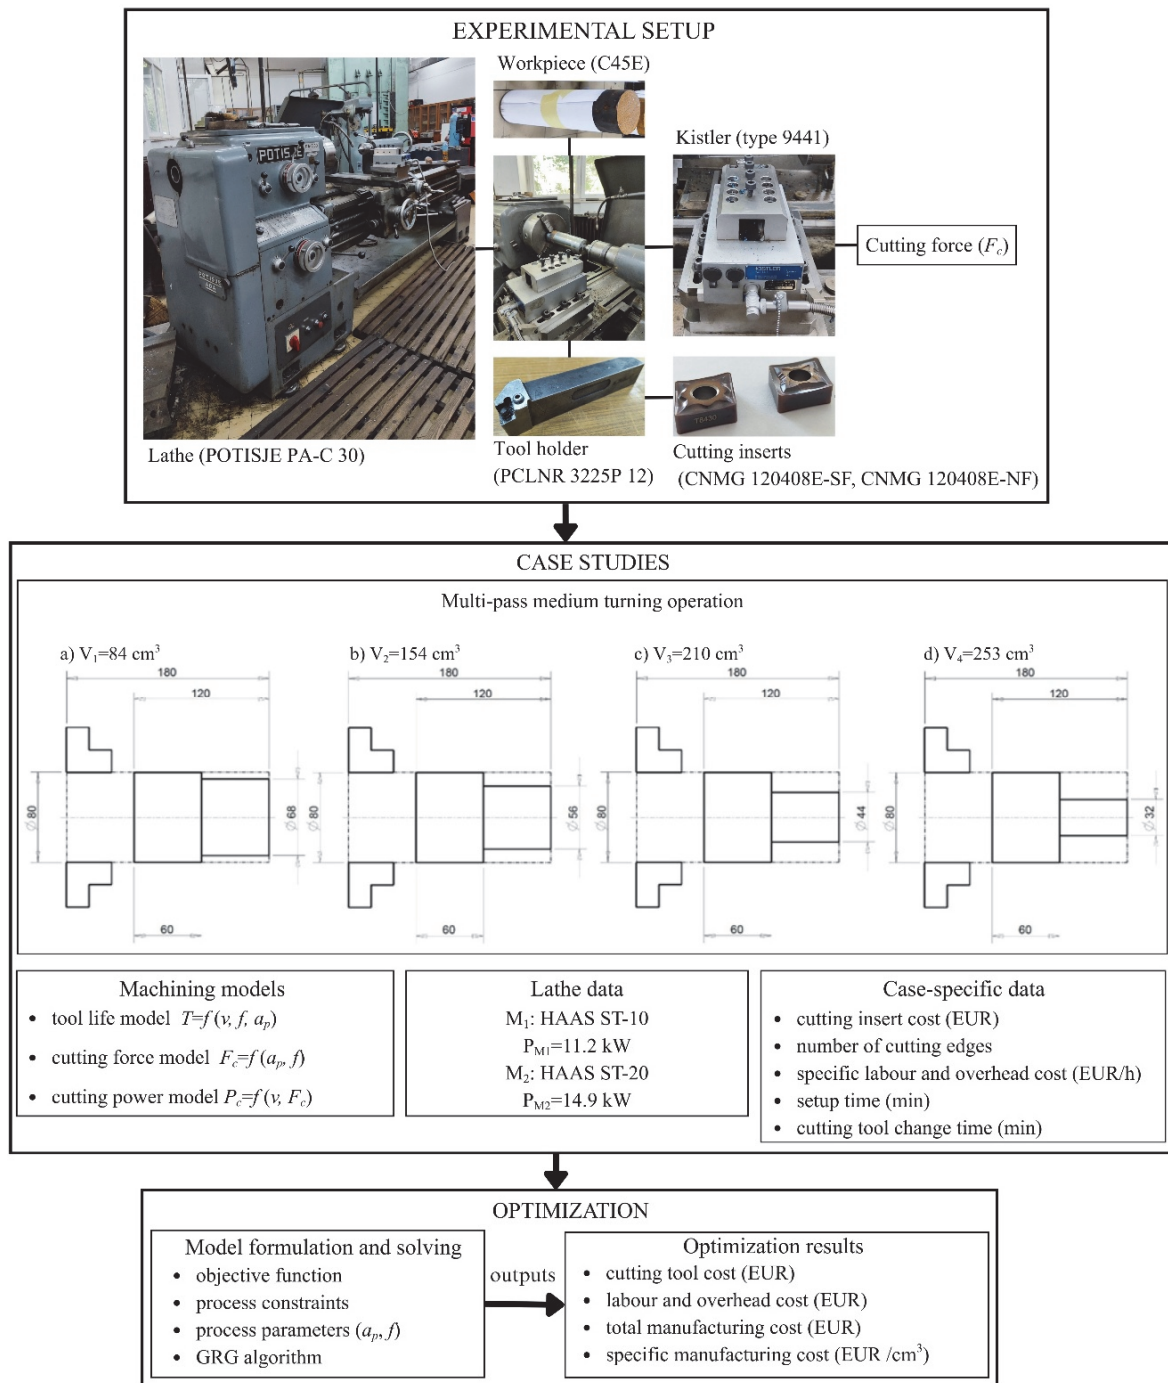 EXPERIMENTAL SETUP
Workpiece (C45E)
POTISJE
POTISJE
Kistler (type 9441)
KISTLER
Cutting force (Fc)
Lathe (POTISJE PA-C 30)
Tool holder
(PCLNR 3225P 12)
Cutting inserts
(CNMG 120408E-SF, CNMG 120408E-NF)
CASE STUDIES
Multi-pass medium turning operation
a) V₁=84 cm³
180
120
Ø80
Ø68
60
b) V₂=154 cm³
180
120
Ø80
Ø56
60
c) V₃=210 cm³
180
120
Ø80
Ø44
60
d) V₄=253 cm³
180
120
Ø80
Ø32
60
Machining models
• tool life model T=f (v, f, aₚ)
• cutting force model Fc=f (aₚ, f)
• cutting power model Pc=f (v, Fc)
Lathe data
M₁: HAAS ST-10
P_M1=11.2 kW
M₂: HAAS ST-20
P_M2=14.9 kW
Case-specific data
• cutting insert cost (EUR)
• number of cutting edges
• specific labour and overhead cost (EUR/h)
• setup time (min)
• cutting tool change time (min)
OPTIMIZATION
Model formulation and solving
• objective function
• process constraints
• process parameters (aₚ, f)
• GRG algorithm
outputs
Optimization results
• cutting tool cost (EUR)
• labour and overhead cost (EUR)
• total manufacturing cost (EUR)
• specific manufacturing cost (EUR /cm³)